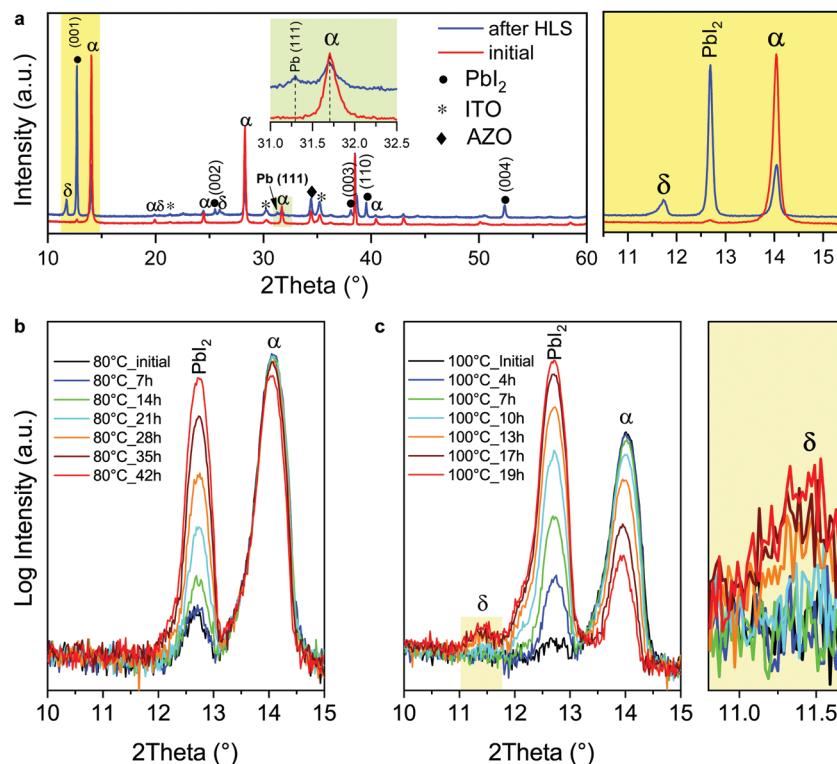 a
Intensity (a.u.)
(001)
α
δ
αδ
*
α
(002)
δ
α
Pb (111)
α
*
*
(003)
(110)
α
(004)
Pb (111)
α
31.0 31.5 32.0 32.5
after HLS
initial
● PbI₂
* ITO
◆ AZO
10 20 30 40 50 60
2Theta (°)
δ
PbI₂
α
11 12 13 14 15
b
Log Intensity (a.u.)
80°C_initial
80°C_7h
80°C_14h
80°C_21h
80°C_28h
80°C_35h
80°C_42h
PbI₂
α
10 11 12 13 14 15
2Theta (°)
c
100°C_Initial
100°C_4h
100°C_7h
100°C_10h
100°C_13h
100°C_17h
100°C_19h
δ
PbI₂
α
10 11 12 13 14 15
2Theta (°)
δ
11.0 11.5